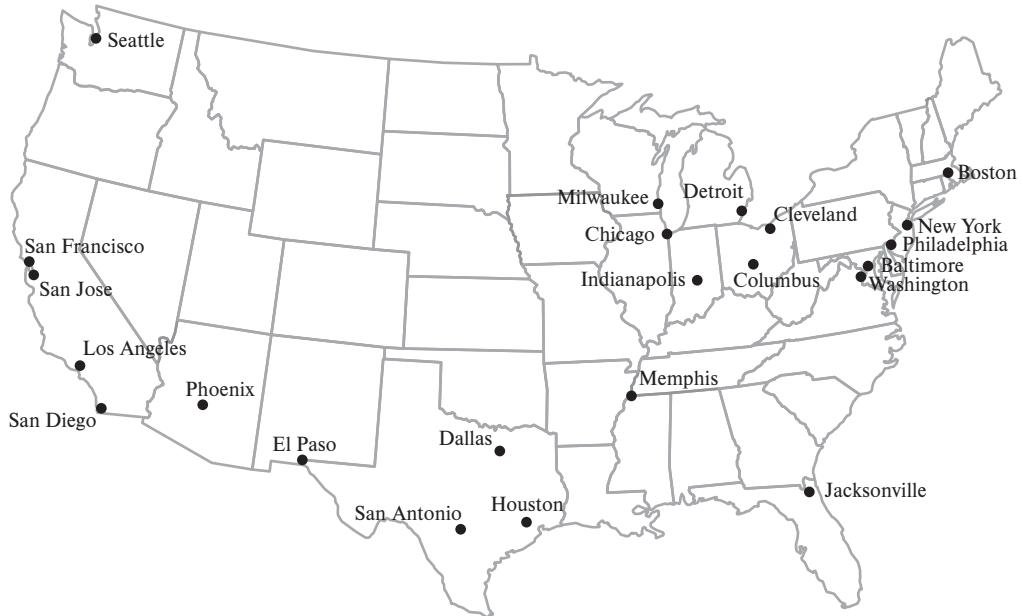 Seattle
Boston
Milwaukee
Detroit
Cleveland
New York
Chicago
San Francisco
Philadelphia
Baltimore
Indianapolis
Columbus
Washington
San Jose
Los Angeles
Memphis
Phoenix
San Diego
Dallas
El Paso
Jacksonville
Houston
San Antonio